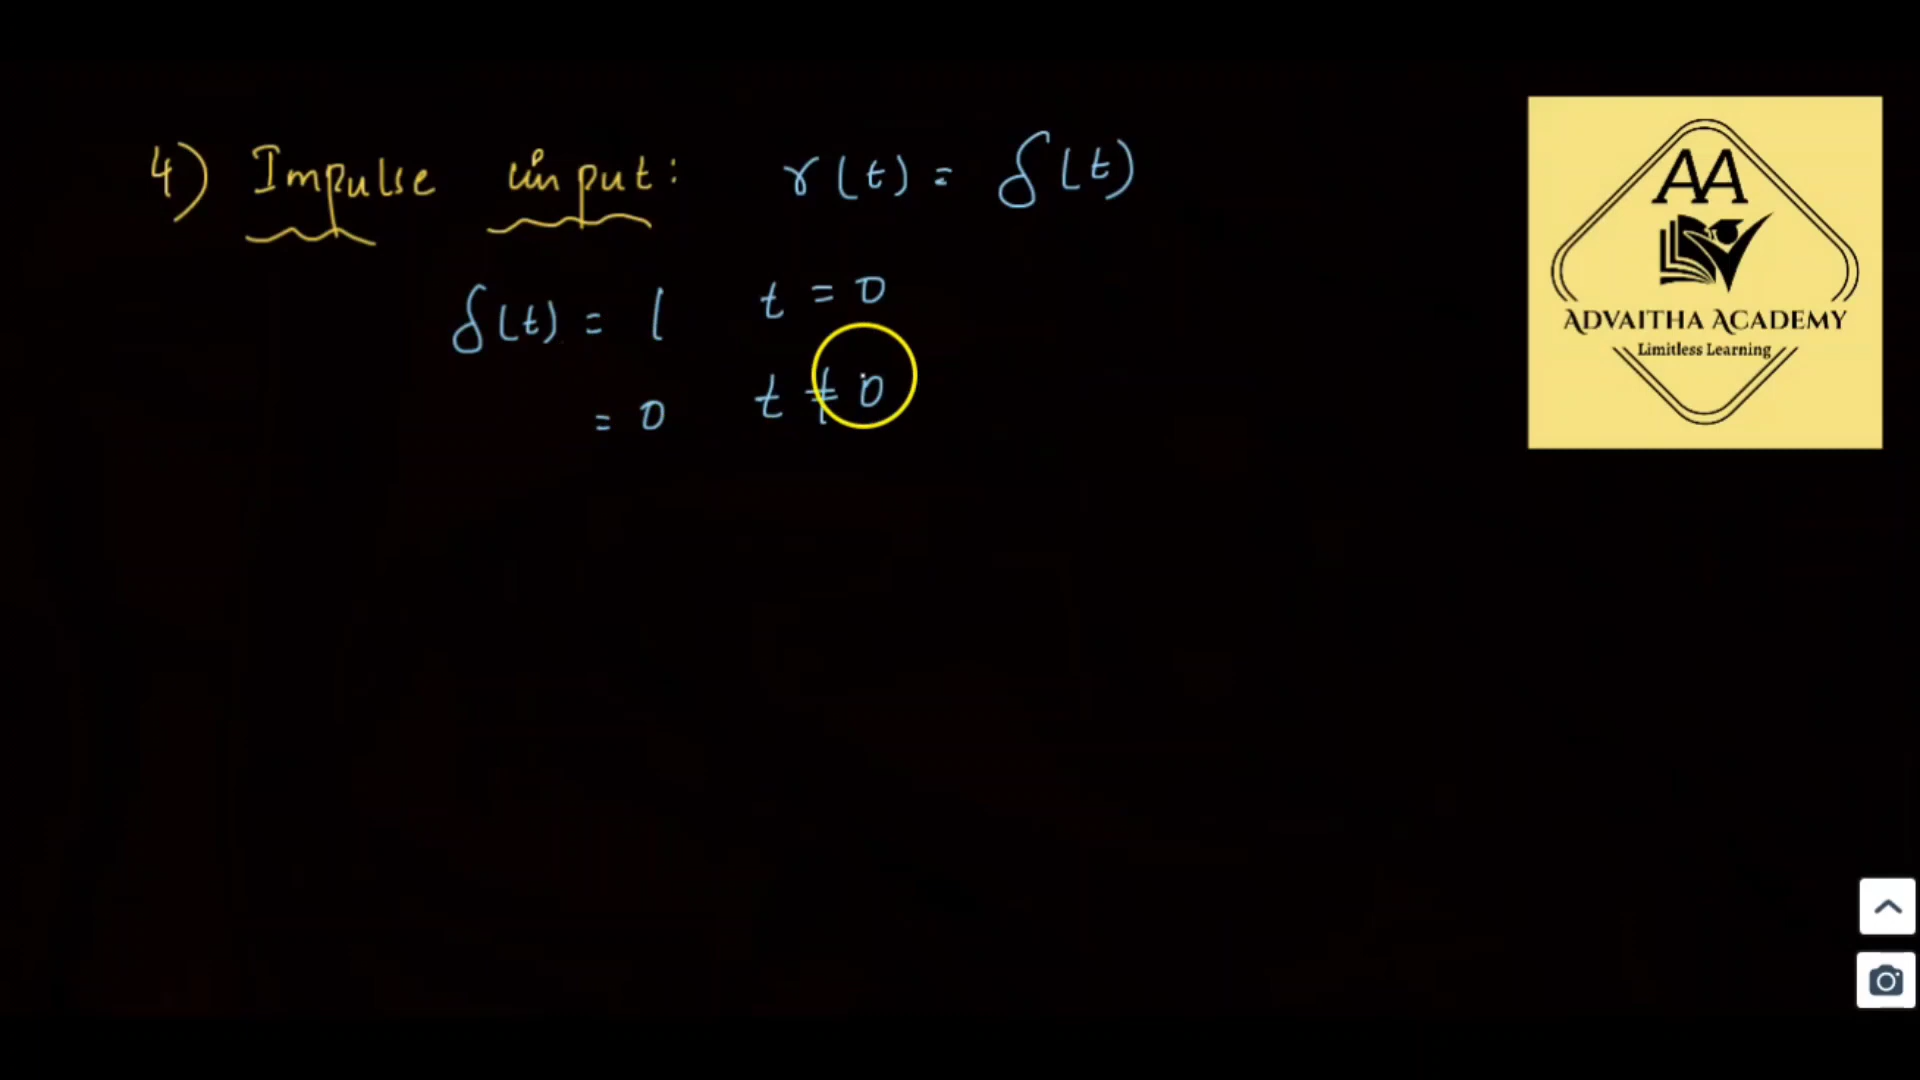 4) Impulse input: r(t) = δ(t)
δ(t) = 1 t = 0
= 0 t ≠ 0
AA
ADVAITHA ACADEMY
Limitless Learning